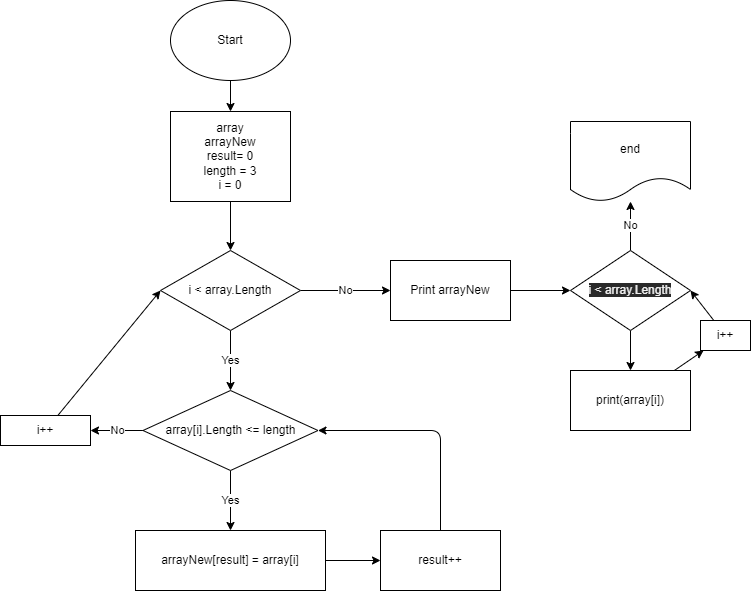 Start
array
arrayNew
result= 0
length = 3
i = 0
i < array.Length
No
Print arrayNew
i < array.Length
No
end
i++
print(array[i])
Yes
array[i].Length <= length
No
i++
Yes
arrayNew[result] = array[i]
result++